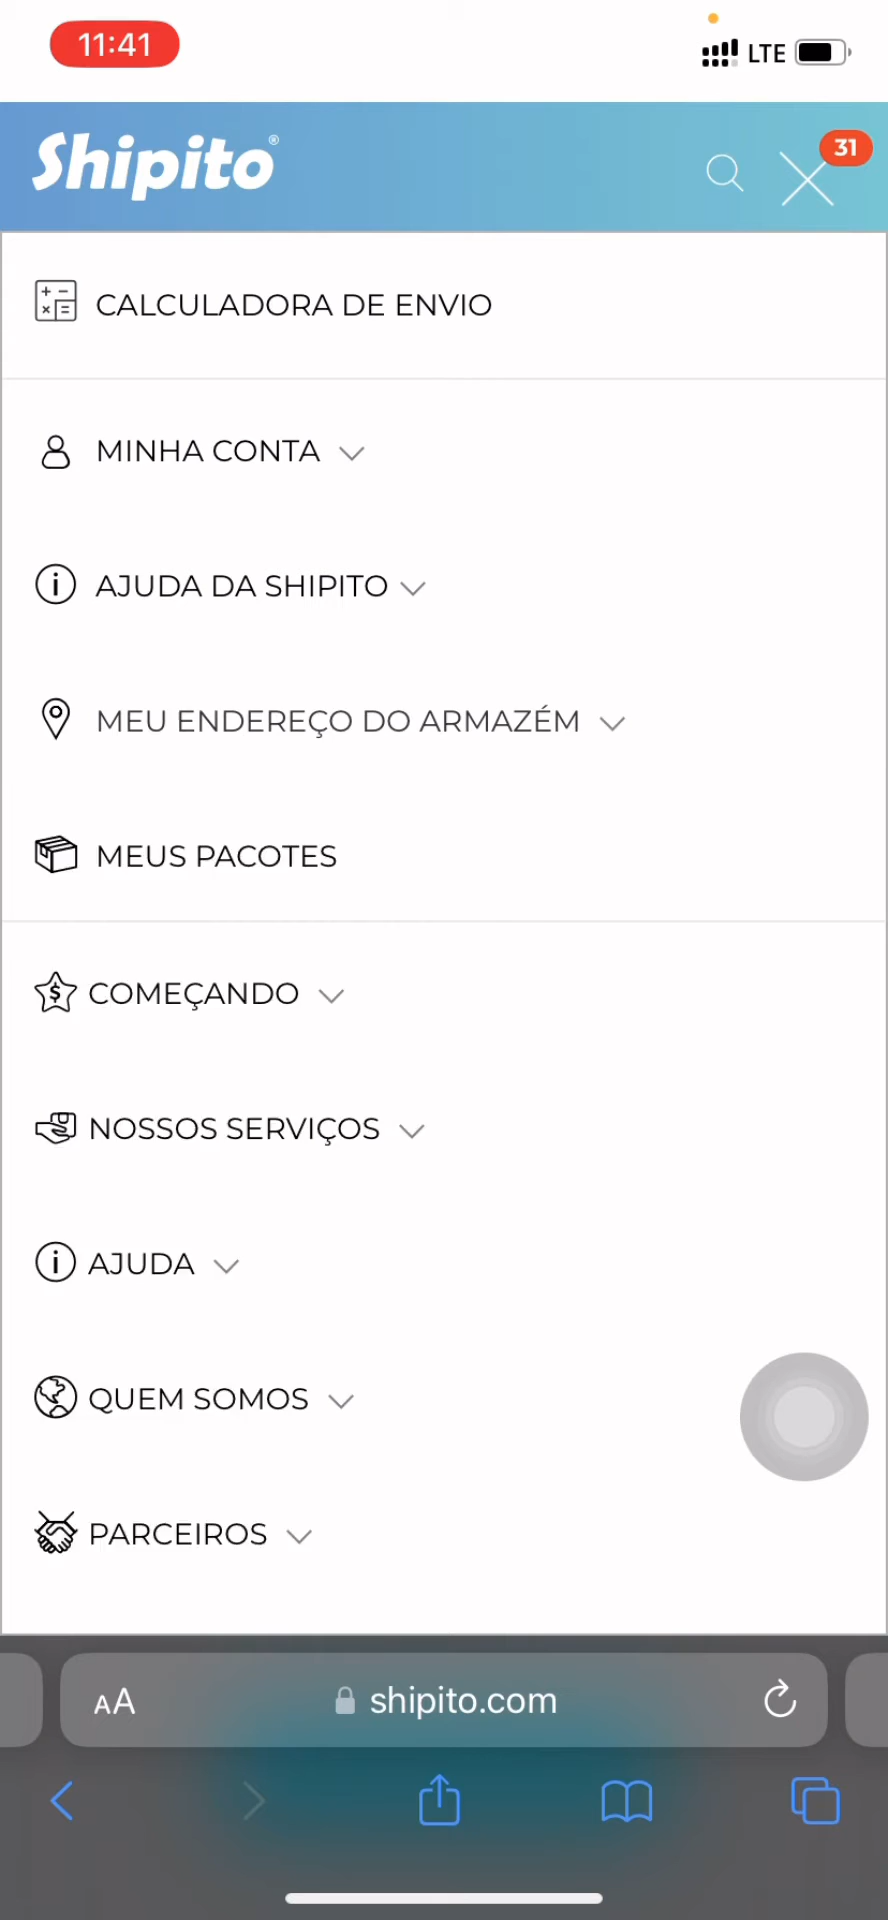 11:41
LTE
Shipito®
31
CALCULADORA DE ENVIO
MINHA CONTA
AJUDA DA SHIPITO
MEU ENDEREÇO DO ARMAZÉM
MEUS PACOTES
COMEÇANDO
NOSSOS SERVIÇOS
AJUDA
QUEM SOMOS
PARCEIROS
AA shipito.com